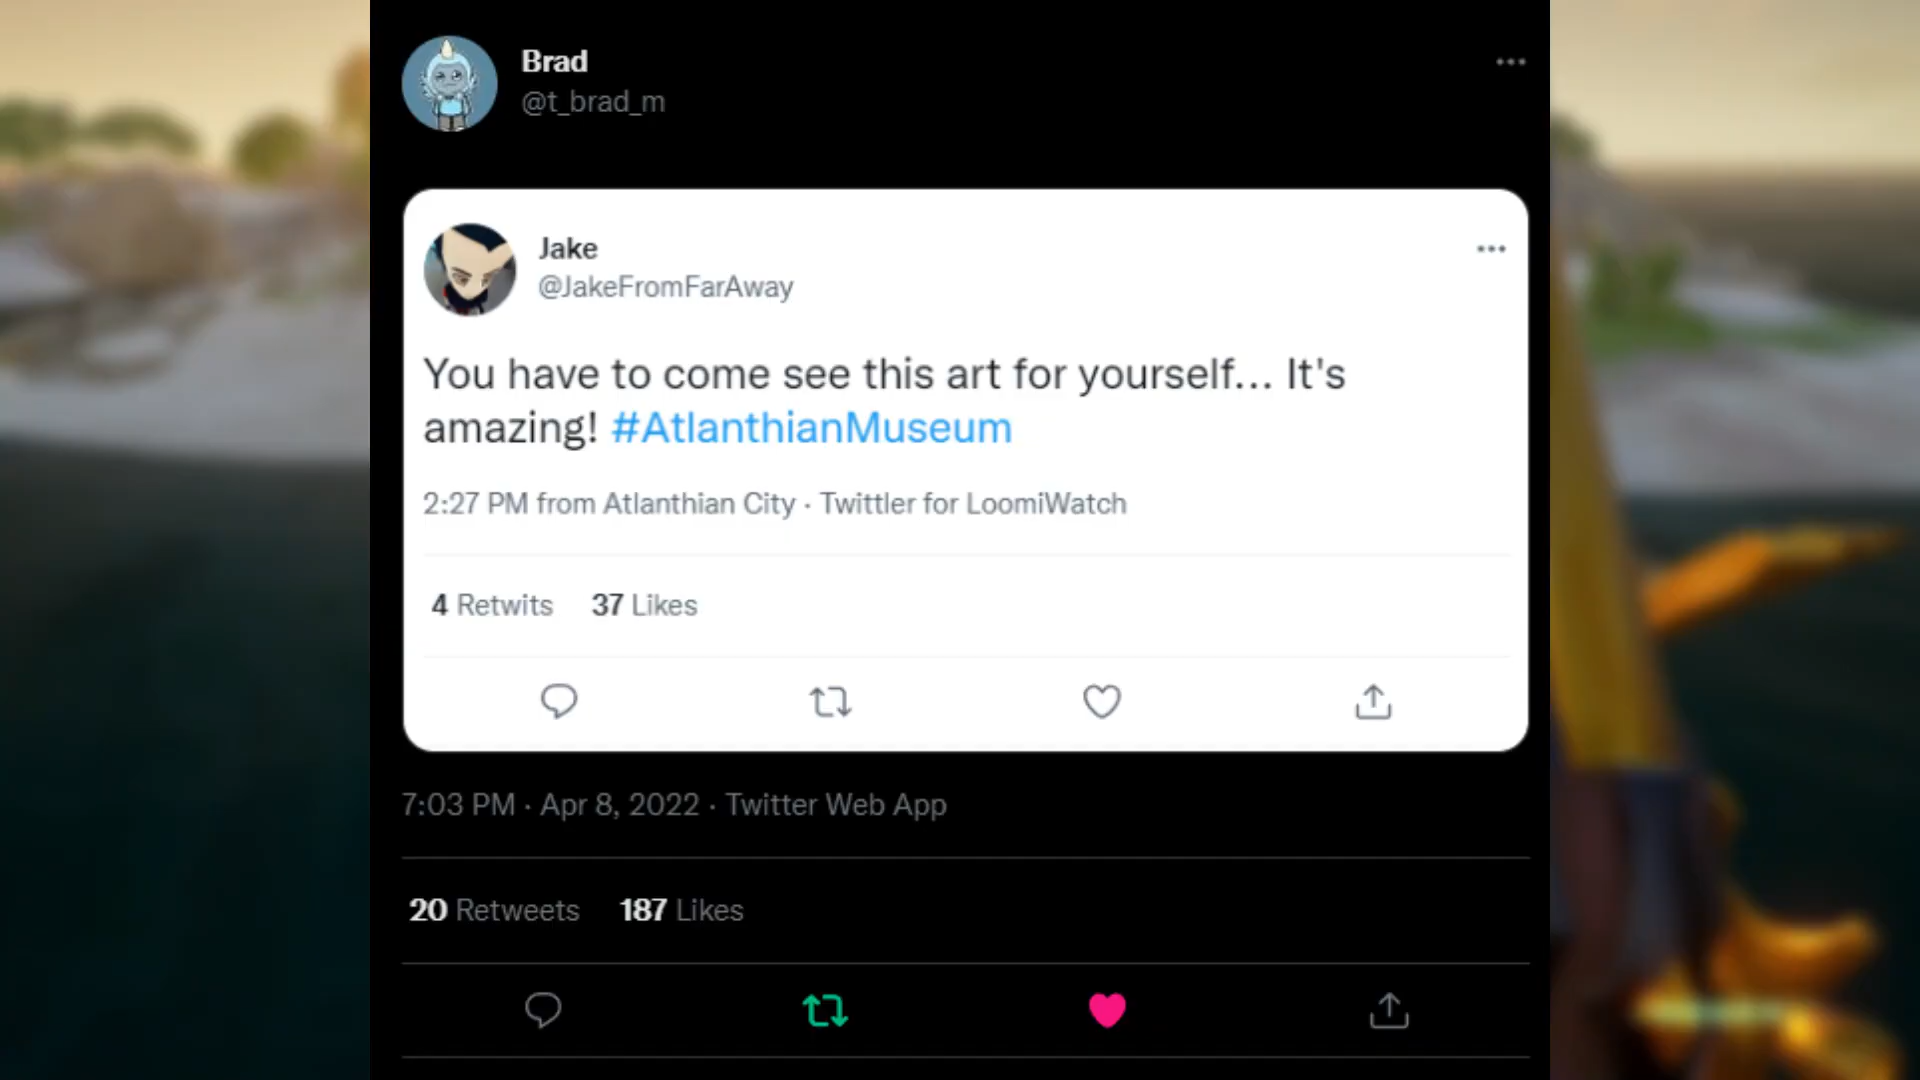 Brad
@t_brad_m
Jake
@JakeFromFarAway
You have to come see this art for yourself... It's
amazing! #AtlanthianMuseum
2:27 PM from Atlanthian City · Twittler for LoomiWatch
4 Retwits 37 Likes
7:03 PM · Apr 8, 2022 · Twitter Web App
20 Retweets 187 Likes